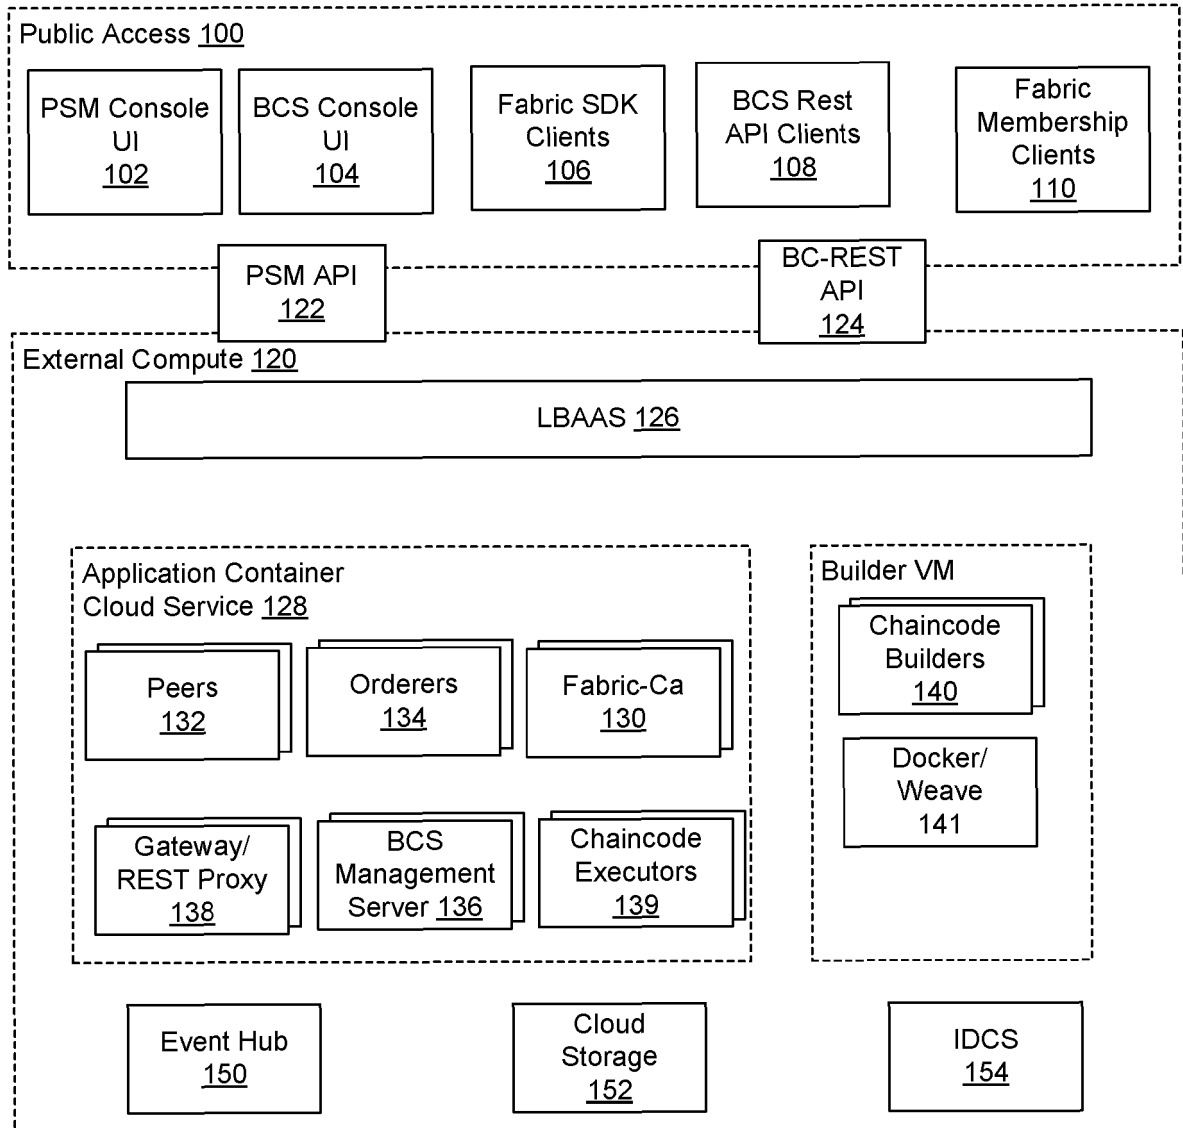 Public Access 100
PSM Console
UI
102
BCS Console
UI
104
Fabric SDK
Clients
106
BCS Rest
API Clients
108
Fabric
Membership
Clients
110
PSM API
122
BC-REST
API
124
External Compute 120
LBAAS 126
Application Container
Cloud Service 128
Peers
132
Orderers
134
Fabric-Ca
130
Gateway/
REST Proxy
138
BCS
Management
Server 136
Chaincode
Executors
139
Builder VM
Chaincode
Builders
140
Docker/
Weave
141
Event Hub
150
Cloud
Storage
152
IDCS
154